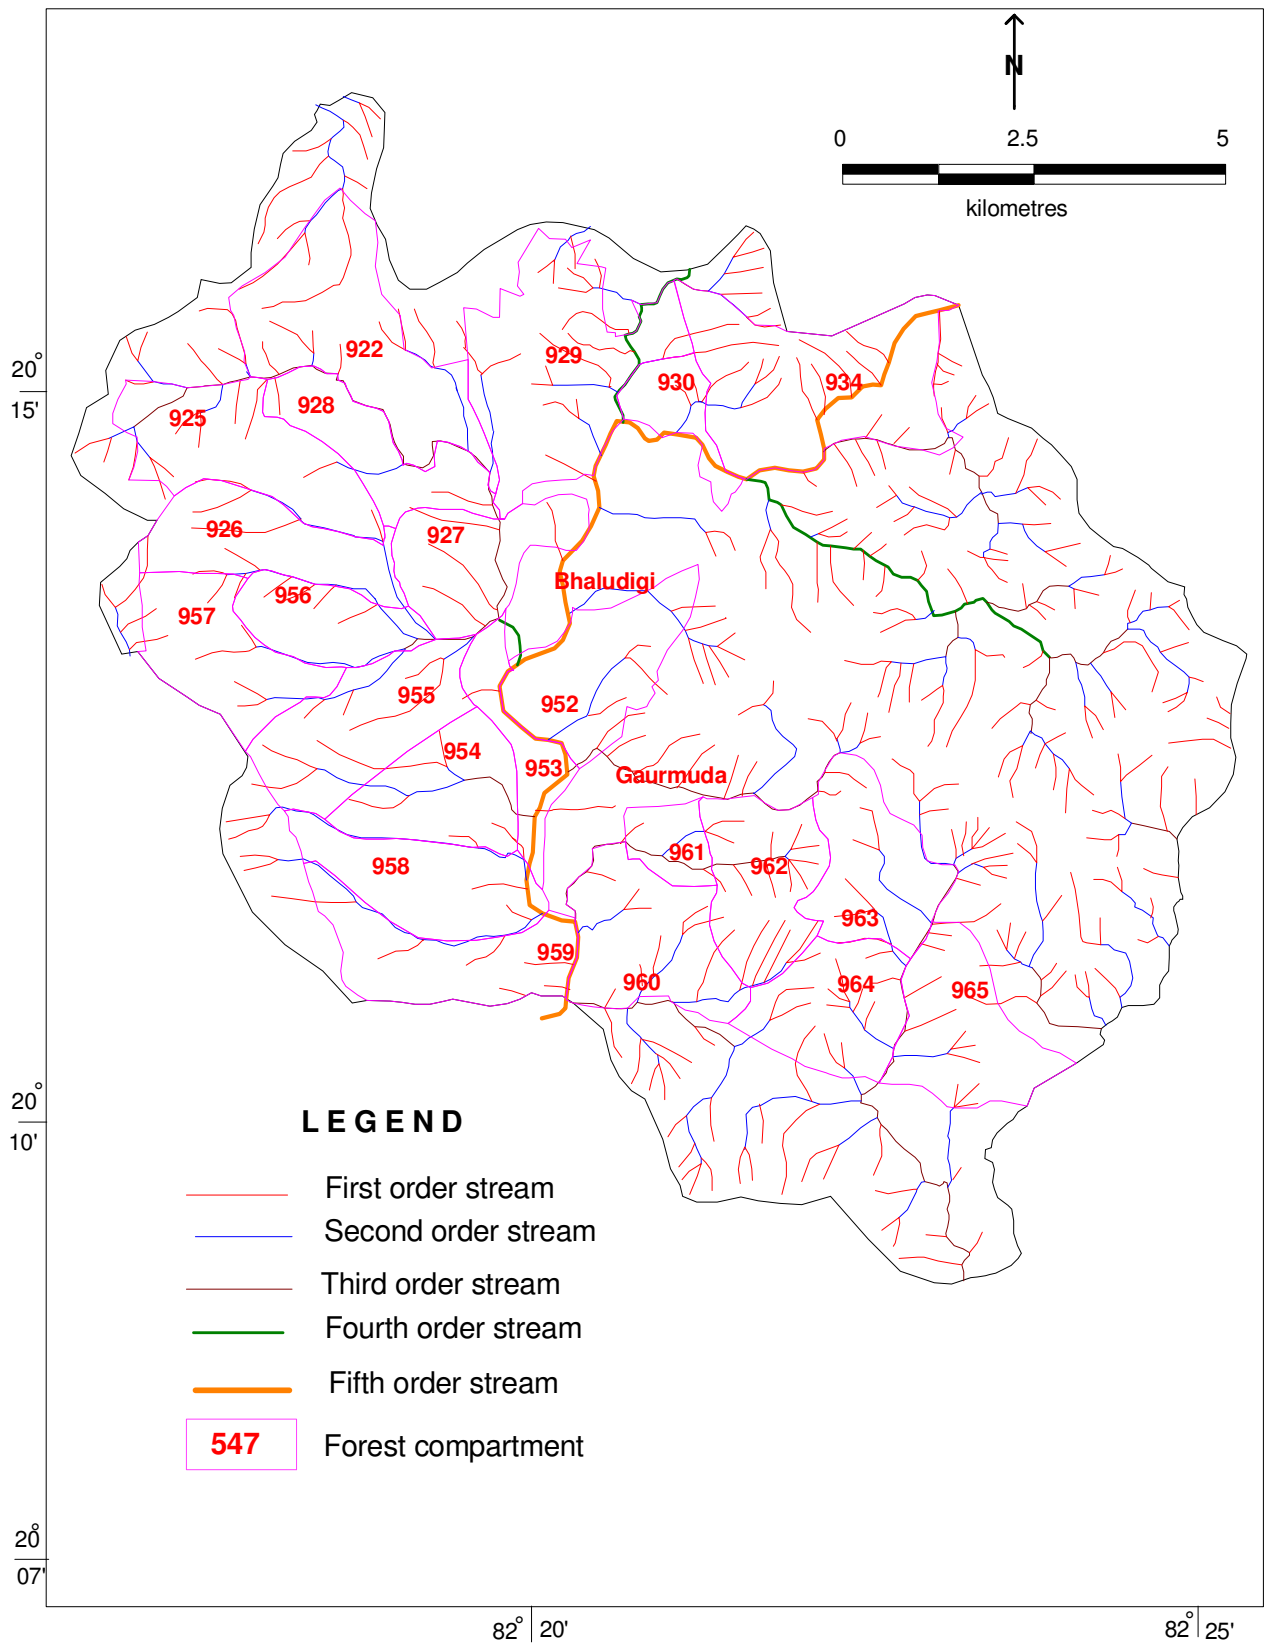 N
0 2.5 5
kilometres
20°
15'
922
929
930
934
925
928
926
927
Bhaludigi
956
957
955
952
954
953
Gaurmuda
961
962
958
963
959
960
964
965
20°
10'
LEGEND
First order stream
Second order stream
Third order stream
Fourth order stream
Fifth order stream
547 Forest compartment
20°
07'
82° 20'
82° 25'